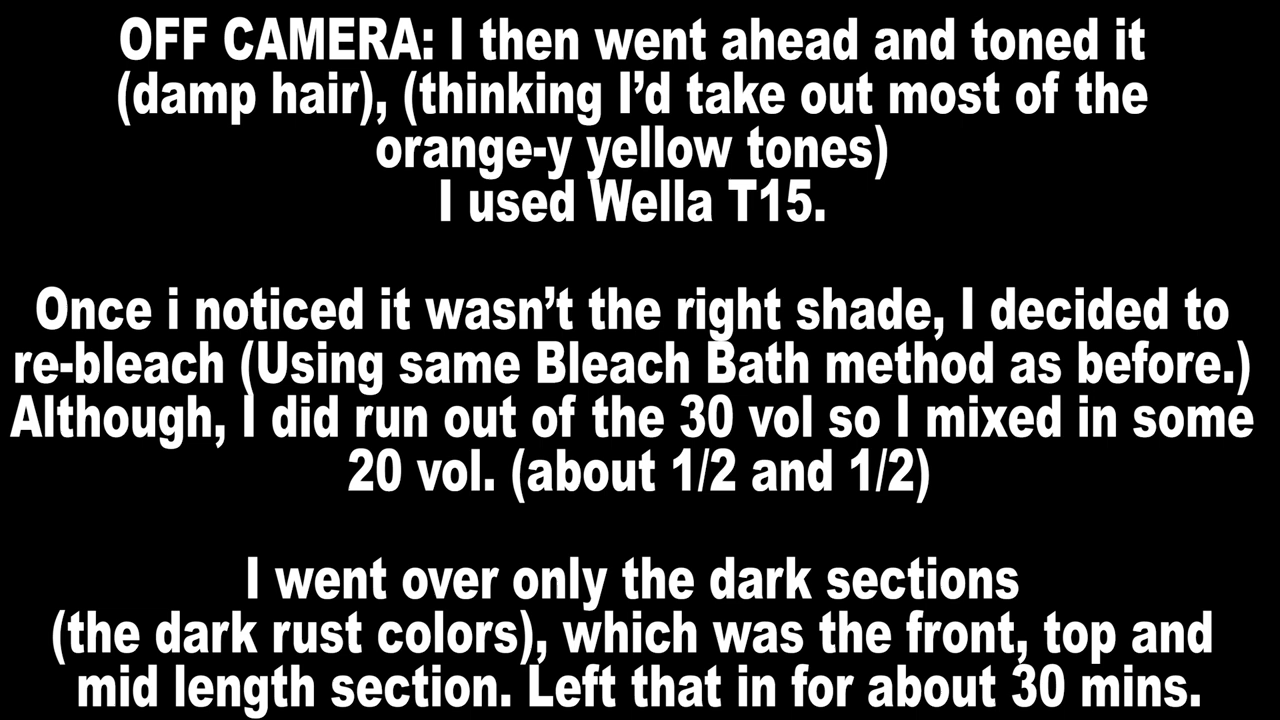 OFF CAMERA: I then went ahead and toned it
(damp hair), (thinking I’d take out most of the
orange-y yellow tones)
I used Wella T15.
Once i noticed it wasn’t the right shade, I decided to
re-bleach (Using same Bleach Bath method as before.)
Although, I did run out of the 30 vol so I mixed in some
20 vol. (about 1/2 and 1/2)
I went over only the dark sections
(the dark rust colors), which was the front, top and
mid length section. Left that in for about 30 mins.